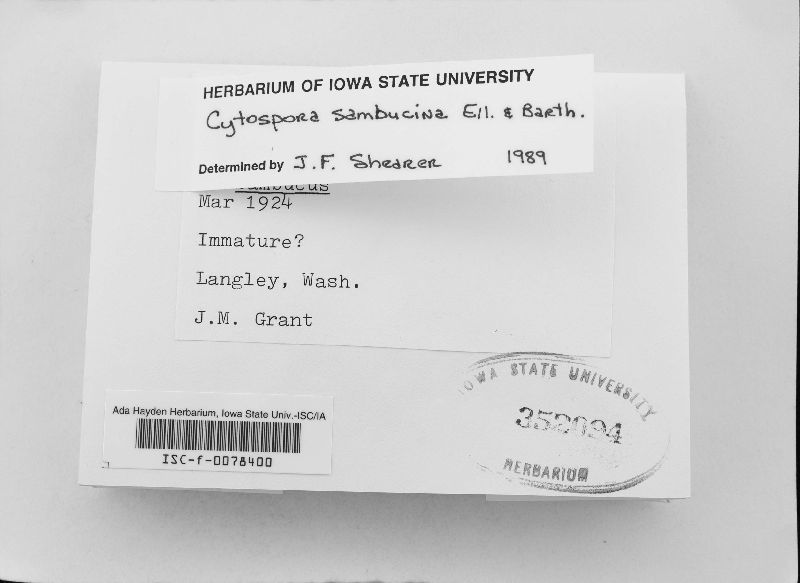 HERBARIUM OF IOWA STATE UNIVERSITY
Cytospora sambucina Ell. & Barth.
Determined by J.F. Shearer 1989
Mar 1924
Immature?
Langley, Wash.
J.M. Grant
IOWA STATE UNIVERSITY
352094
HERBARIUM
Ada Hayden Herbarium, Iowa State Univ.-ISC/IA
ISC-f-0078400